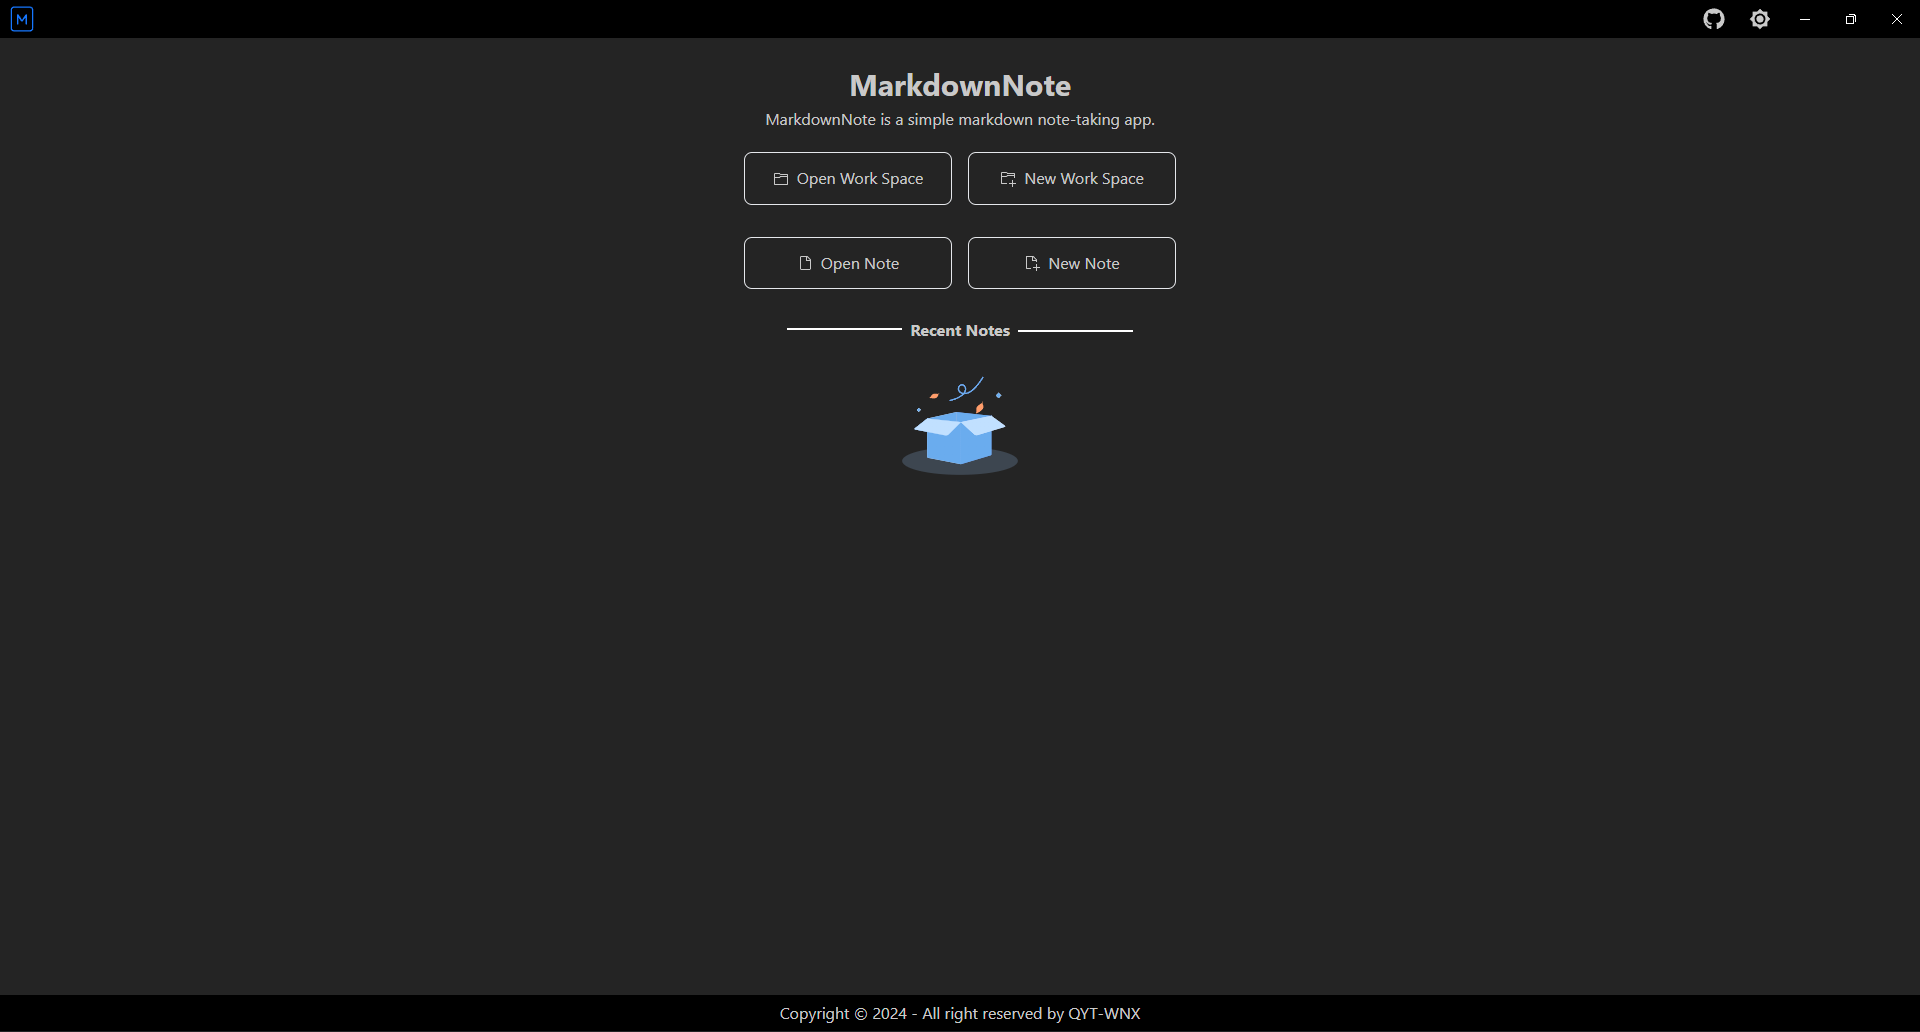 M
MarkdownNote
MarkdownNote is a simple markdown note-taking app.
Open Work Space
New Work Space
Open Note
New Note
Recent Notes
Copyright © 2024 - All right reserved by QYT-WNX